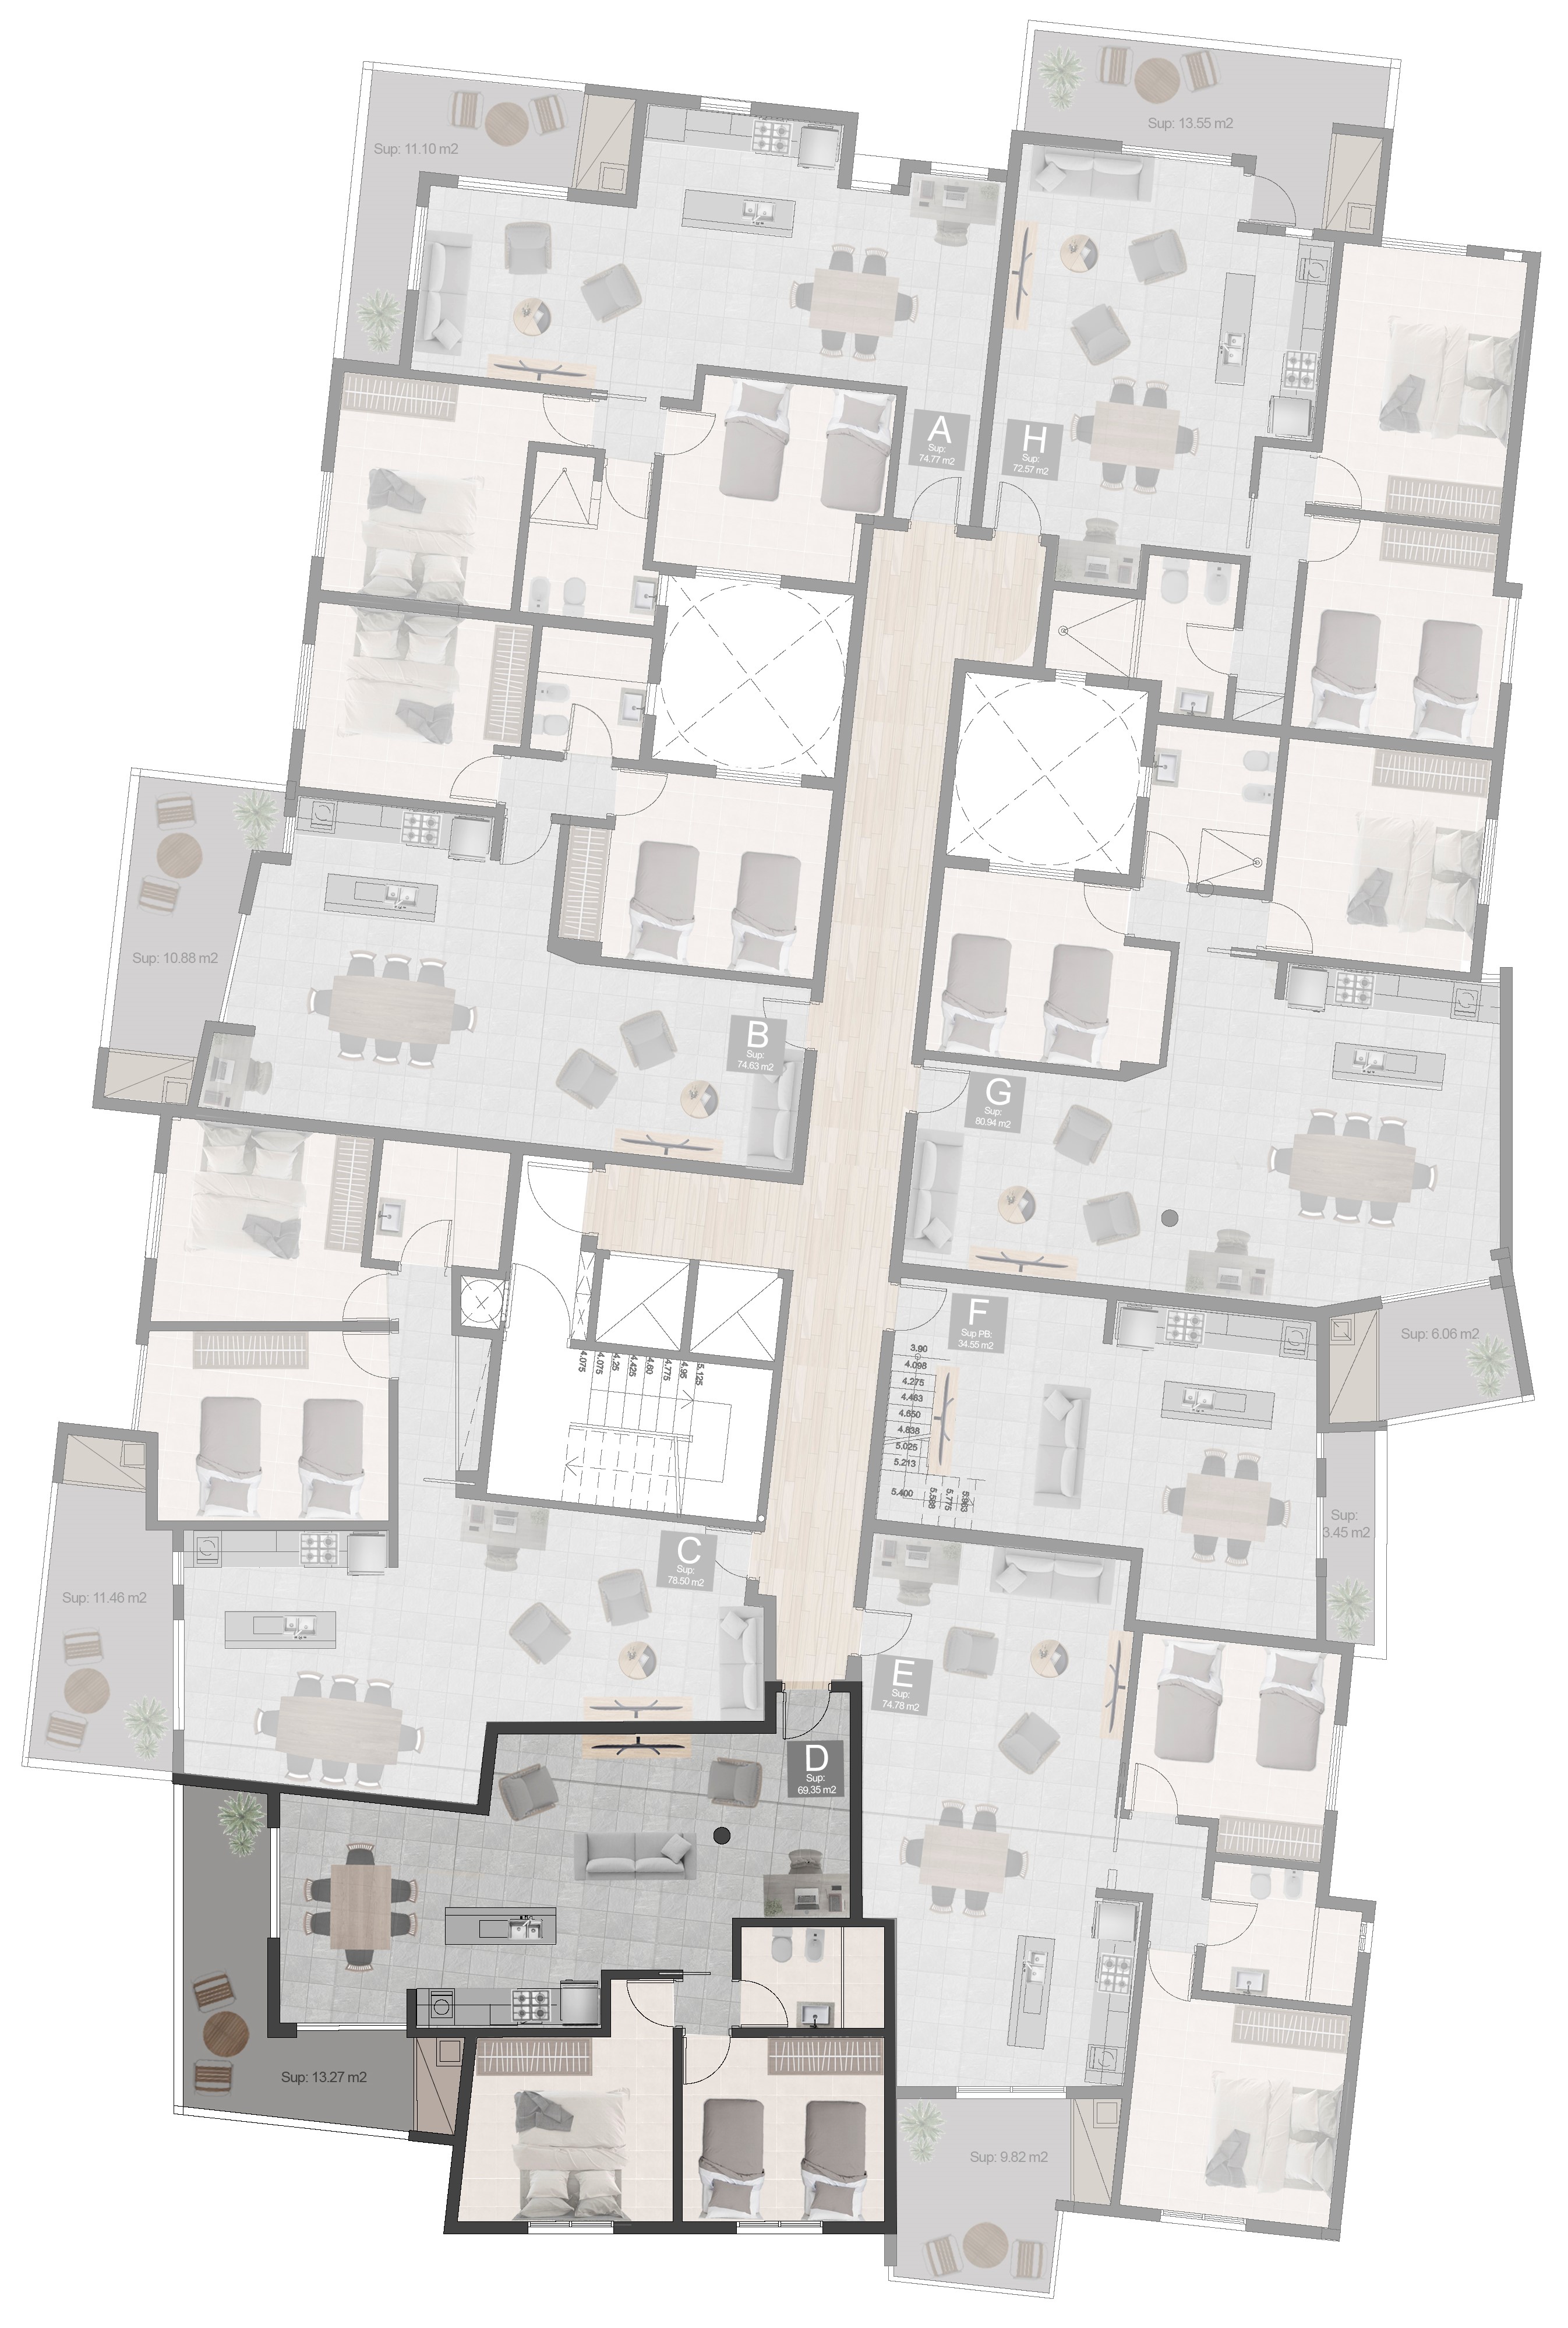 Sup: 13.55 m2
Sup: 11.10 m2
A
Sup:
74.77 m2
H
Sup:
72.57 m2
Sup: 10.88 m2
B
Sup:
74.63 m2
G
Sup:
80.94 m2
F
Sup PB:
34.55 m2
Sup: 6.06 m2
3.90
4.098
4.275
4.463
4.650
4.838
5.025
5.213
5.400
5.588
5.775
5.963
4.075
4.075
4.25
4.425
4.60
4.775
4.95
5.125
Sup:
3.45 m2
C
Sup:
78.50 m2
Sup: 11.46 m2
E
Sup:
74.78 m2
D
Sup:
69.35 m2
Sup: 13.27 m2
Sup: 9.82 m2